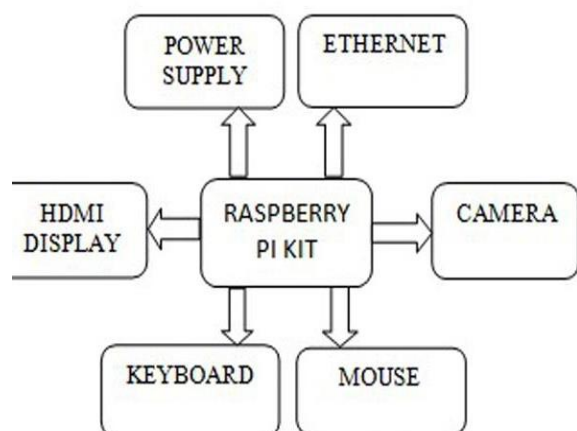 POWER
SUPPLY
ETHERNET
HDMI
DISPLAY
RASPBERRY
PI KIT
CAMERA
KEYBOARD
MOUSE